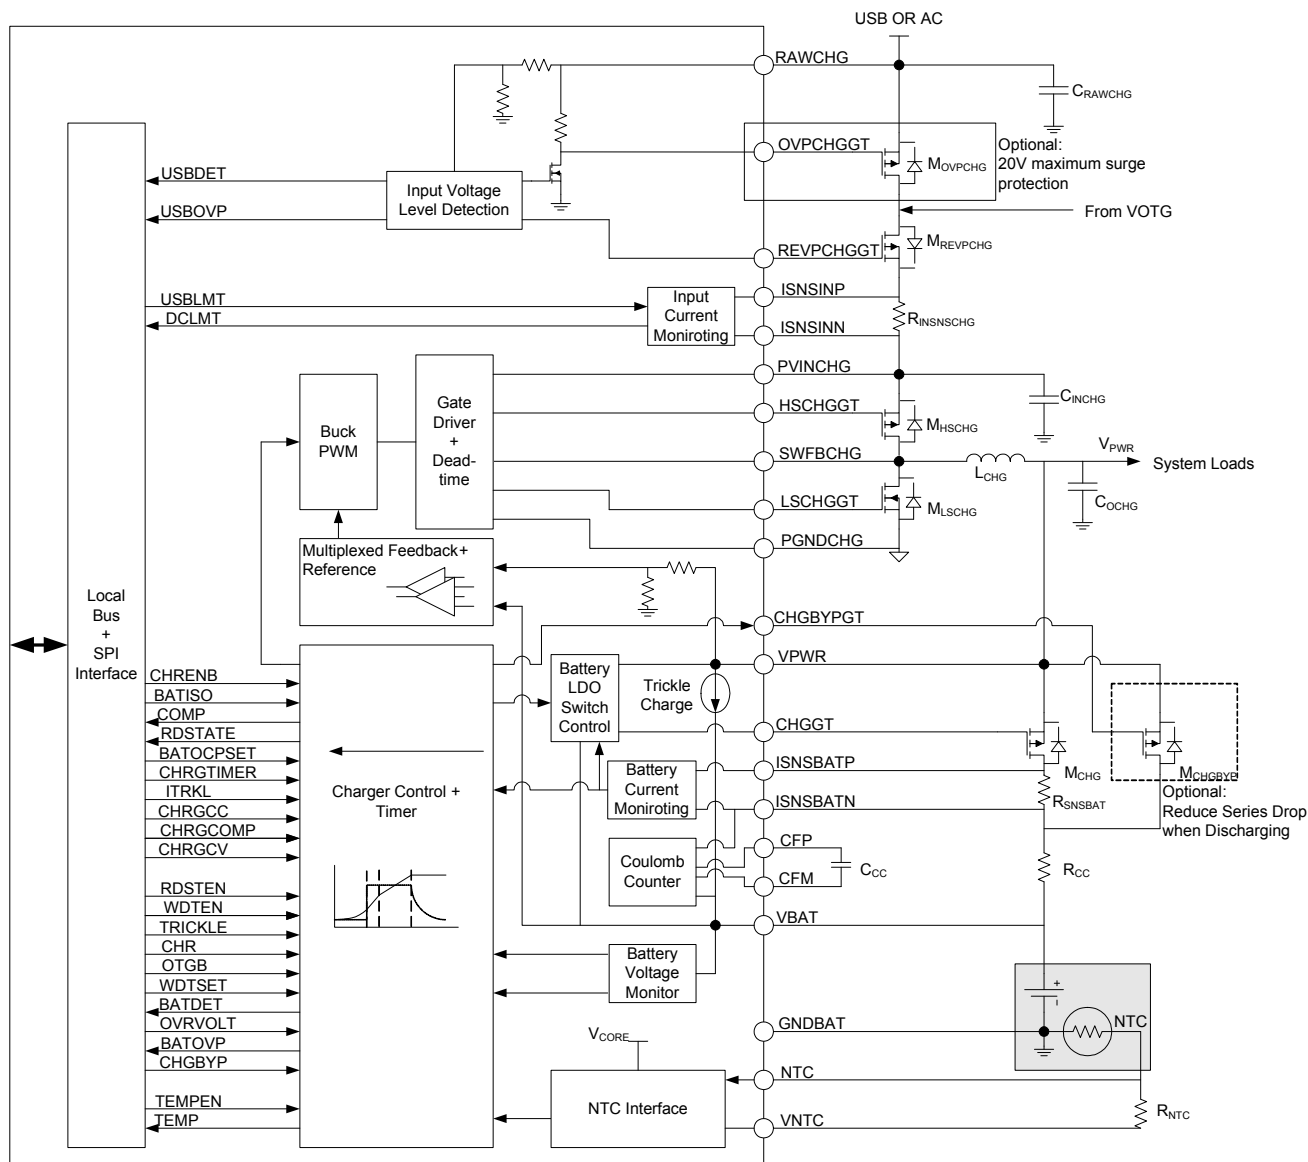 USB OR AC
RAWCHG
CRAWCHG
OVPCHGGT
MOVPCHG
Optional:
20V maximum surge
protection
USBDET
USBOVP
Input Voltage
Level Detection
From VOTG
REVPCHGGT
MREVPCHG
USBLMT
DCLMT
Input
Current
Moniroting
ISNSINP
ISNSINN
RINSNSCHG
PVINCHG
CINCHG
Buck
PWM
Gate
Driver
+
Dead-
time
HSCHGGT
MHSCHG
SWFBCHG
LCHG
VPWR
System Loads
COCHG
LSCHGGT
MLSCHG
PGNDCHG
Multiplexed Feedback+
Reference
Local
Bus
+
SPI
Interface
CHGBYPGT
VPWR
Battery
LDO
Switch
Control
Trickle
Charge
CHGGT
MCHG
MCHGBYP
Optional:
Reduce Series Drop
when Discharging
CHRENB
BATISO
COMP
RDSTATE
BATOCPSET
CHRGTIMER
ITRKL
CHRGCC
CHRGCOMP
CHRGCV
RDSTEN
WDTEN
TRICKLE
CHR
OTGB
WDTSET
BATDET
OVRVOLT
BATOVP
CHGBYP
TEMPEN
TEMP
Charger Control +
Timer
Battery
Current
Moniroting
ISNSBATP
ISNSBATN
RSNSBAT
Coulomb
Counter
CFP
CFM
CCC
RCC
VBAT
Battery
Voltage
Monitor
+
-
GNDBAT
NTC
VCORE
NTC Interface
NTC
VNTC
RNTC